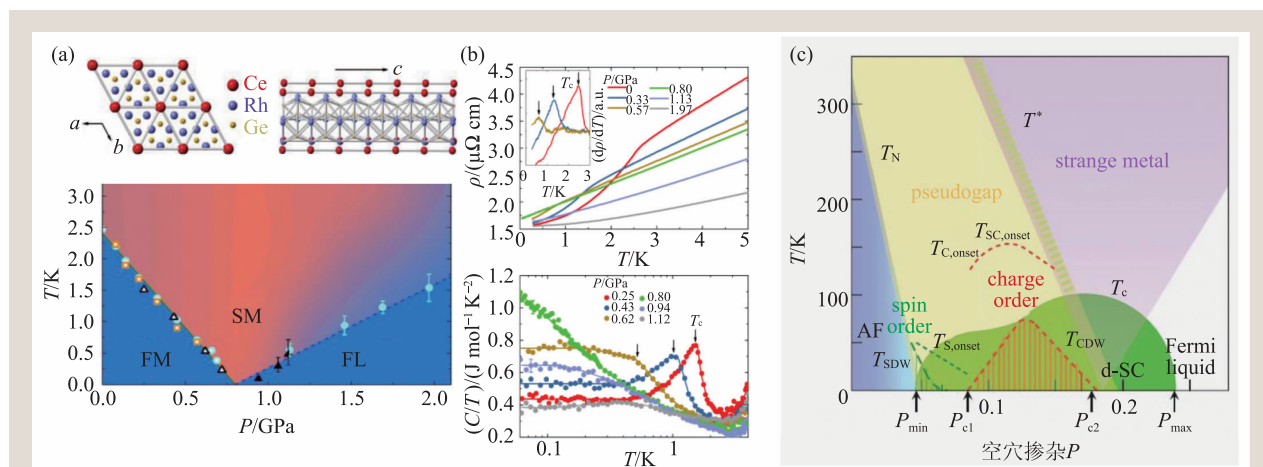 (a)
c
Ce
Rh
Ge
a
b
3.0
2.5
2.0
1.5
1.0
0.5
0.0
T/K
SM
FM
FL
0.0 0.5 1.0 1.5 2.0
P/GPa
(b)
4.5
4.0
3.5
3.0
2.5
2.0
1.5
ρ/(μΩ cm)
Tc
(dρ/dT)/a.u.
0 1 2 3
T/K
P/GPa
0 0.80
0.33 1.13
0.57 1.97
0 1 2 3 4 5
T/K
1.2
1.0
0.8
0.6
0.4
0.2
(C/T)/(J mol⁻¹ K⁻²)
P/GPa
0.25 0.80
0.43 0.94
0.62 1.12
Tc
0.1 1
T/K
(c)
300
200
100
0
T/K
TN
T*
strange metal
pseudogap
TSC,onset
TC,onset
charge
order
Tc
spin
order
AF
TS,onset
TSDW
TCDW
d-SC
Fermi
liquid
0.1 0.2
Pmin Pc1 Pc2 Pmax
空穴掺杂P